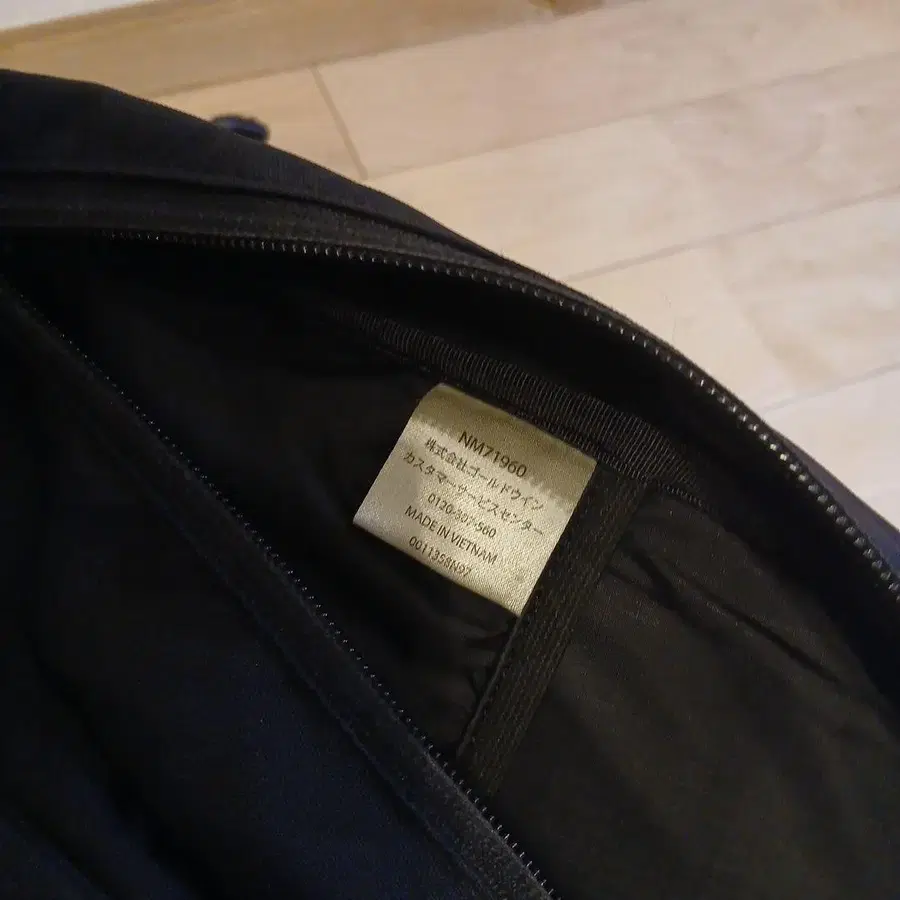 NM71960
株式会社ゴールドウイン
カスタマーサービスセンター
0120-307-560
MADE IN VIETNAM
0011358N97